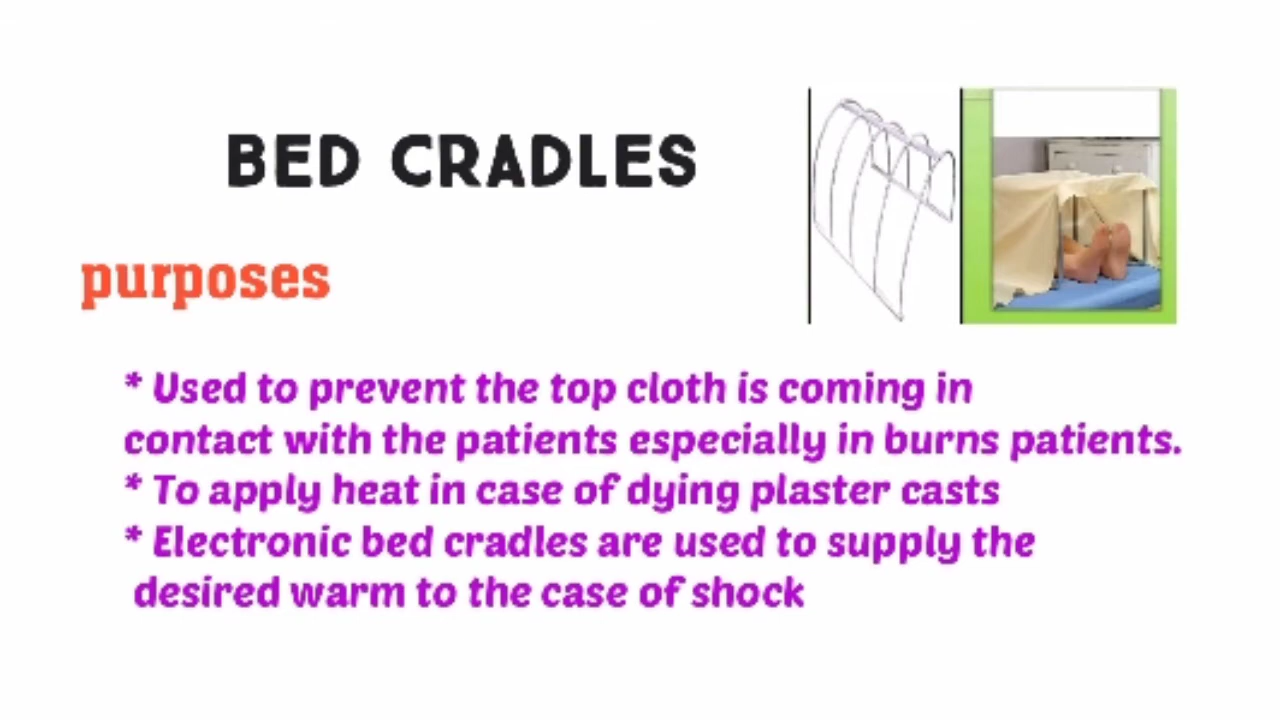 BED CRADLES
purposes
* Used to prevent the top cloth is coming in
contact with the patients especially in burns patients.
* To apply heat in case of dying plaster casts
* Electronic bed cradles are used to supply the
desired warm to the case of shock